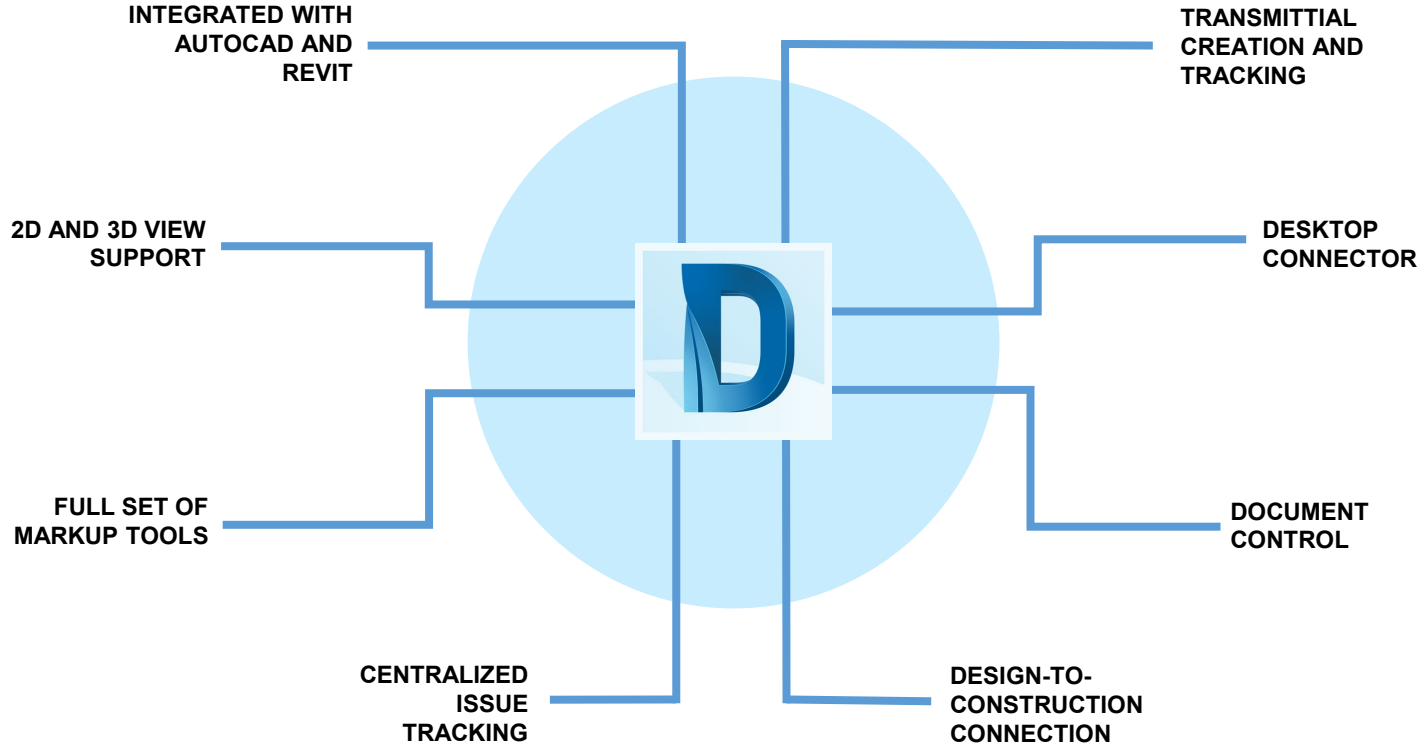 INTEGRATED WITH
AUTOCAD AND
REVIT
TRANSMITTIAL
CREATION AND
TRACKING
2D AND 3D VIEW
SUPPORT
DESKTOP
CONNECTOR
D
FULL SET OF
MARKUP TOOLS
DOCUMENT
CONTROL
CENTRALIZED
ISSUE
TRACKING
DESIGN-TO-
CONSTRUCTION
CONNECTION